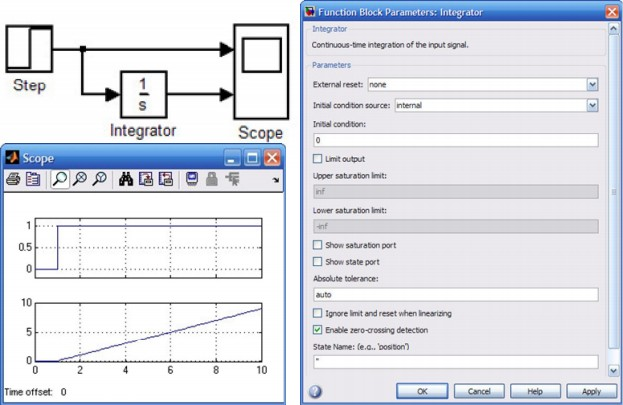 Step
1
s
Integrator
Scope
Scope
1
0.5
0
10
5
0
0 2 4 6 8 10
Time offset: 0
Function Block Parameters: Integrator
Integrator
Continuous-time integration of the input signal.
Parameters
External reset: none
Initial condition source: internal
Initial condition:
0
Limit output
Upper saturation limit:
inf
Lower saturation limit:
-inf
Show saturation port
Show state port
Absolute tolerance:
auto
Ignore limit and reset when linearizing
Enable zero-crossing detection
State Name: (e.g., 'position')
''
OK Cancel Help Apply